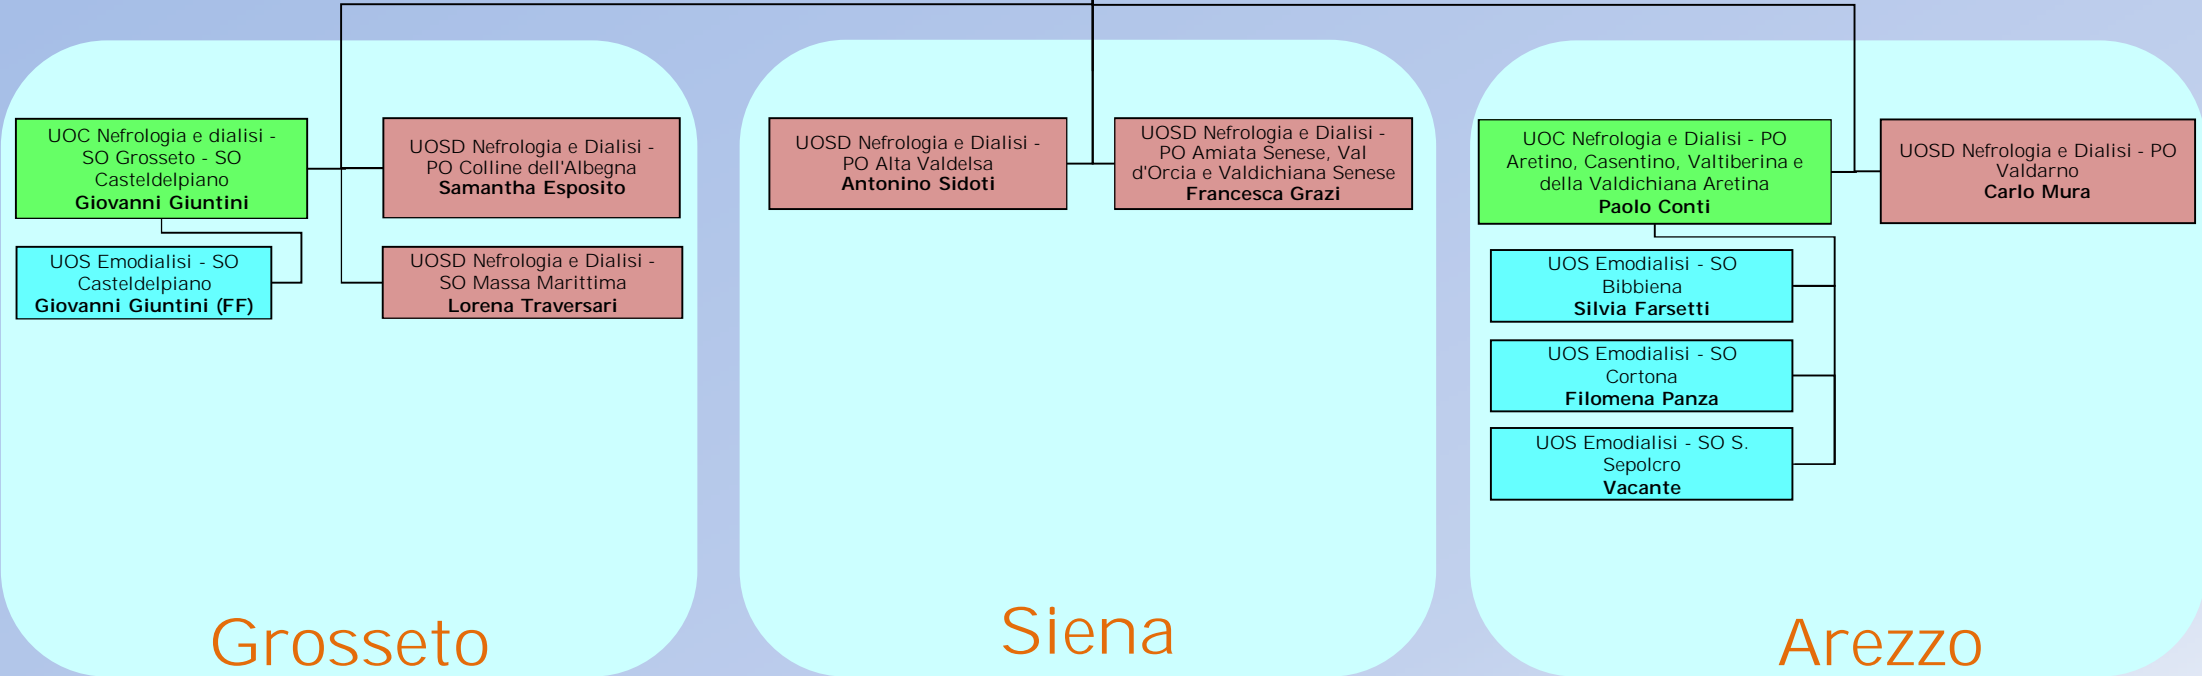 UOC Nefrologia e dialisi -
SO Grosseto - SO
Casteldelpiano
Giovanni Giuntini
UOSD Nefrologia e Dialisi -
PO Colline dell'Albegna
Samantha Esposito
UOS Emodialisi - SO
Casteldelpiano
Giovanni Giuntini (FF)
UOSD Nefrologia e Dialisi -
SO Massa Marittima
Lorena Traversari
Grosseto
UOSD Nefrologia e Dialisi -
PO Alta Valdelsa
Antonino Sidoti
UOSD Nefrologia e Dialisi -
PO Amiata Senese, Val
d'Orcia e Valdichiana Senese
Francesca Grazi
Siena
UOC Nefrologia e Dialisi - PO
Aretino, Casentino, Valtiberina e
della Valdichiana Aretina
Paolo Conti
UOSD Nefrologia e Dialisi - PO
Valdarno
Carlo Mura
UOS Emodialisi - SO
Bibbiena
Silvia Farsetti
UOS Emodialisi - SO
Cortona
Filomena Panza
UOS Emodialisi - SO S.
Sepolcro
Vacante
Arezzo